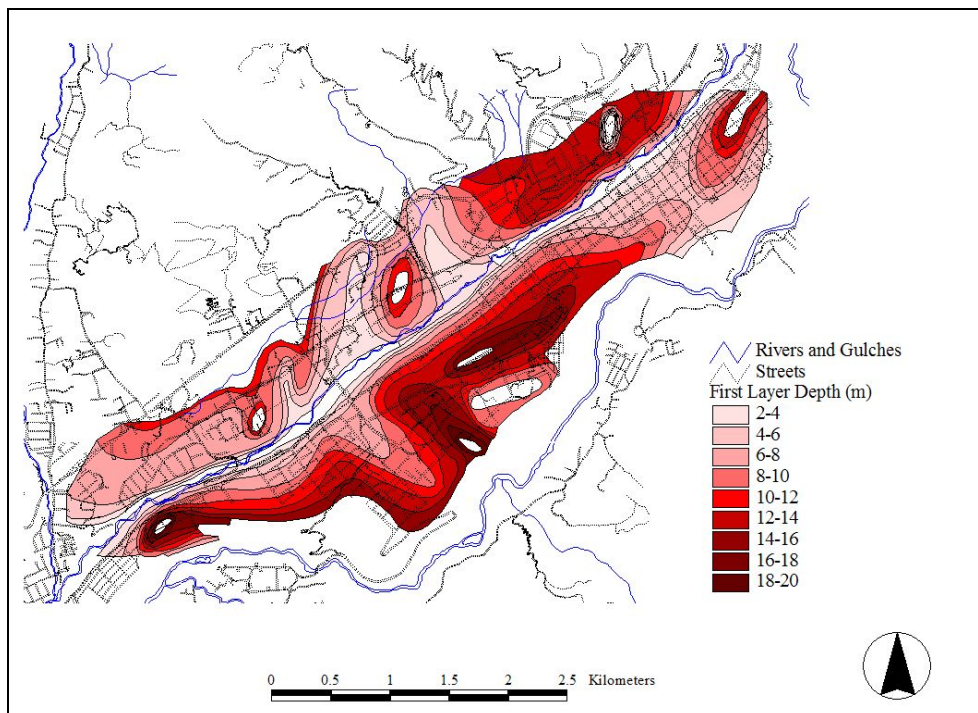 Rivers and Gulches
Streets
First Layer Depth (m)
2-4
4-6
6-8
8-10
10-12
12-14
14-16
16-18
18-20
0 0.5 1 1.5 2 2.5 Kilometers